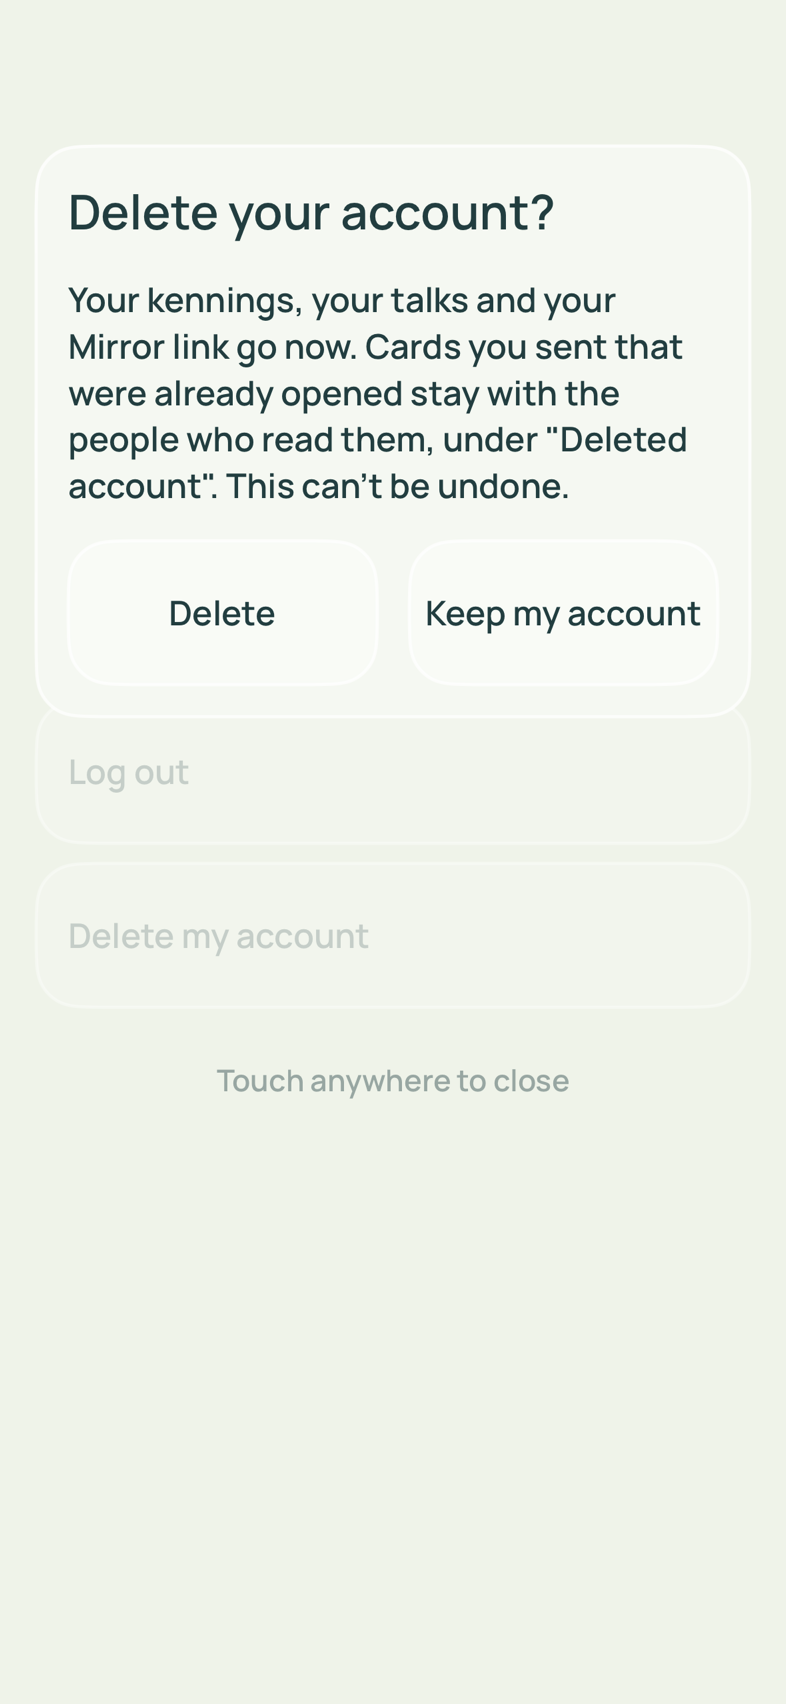 Delete your account?
Your kennings, your talks and your
Mirror link go now. Cards you sent that
were already opened stay with the
people who read them, under "Deleted
account". This can’t be undone.
Delete
Keep my account
Log out
Delete my account
Touch anywhere to close